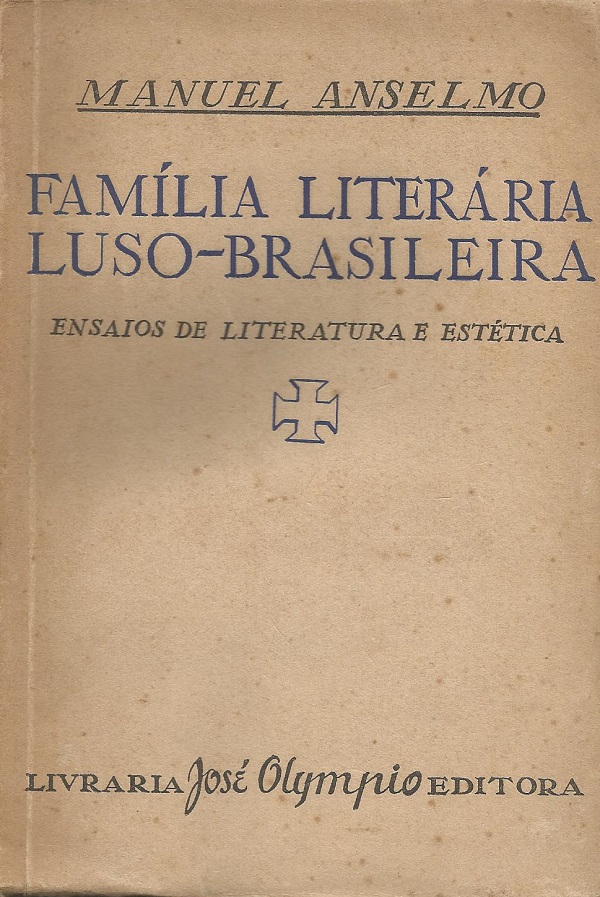 MANUEL ANSELMO
FAMÍLIA LITERÁRIA
LUSO-BRASILEIRA
ENSAIOS DE LITERATURA E ESTÉTICA
LIVRARIA José Olympio EDITORA